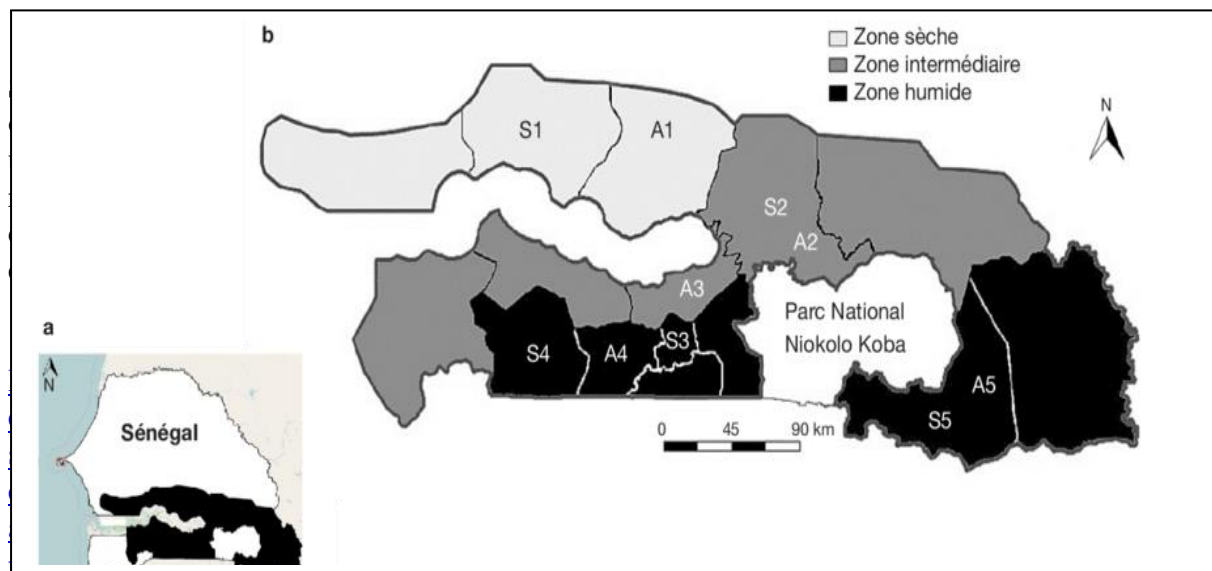 b
Zone sèche
Zone intermédiaire
Zone humide
N
S1
A1
S2
A2
A3
Parc National
Niokolo Koba
S4
A4
S3
A5
S5
0 45 90 km
a
N
Sénégal